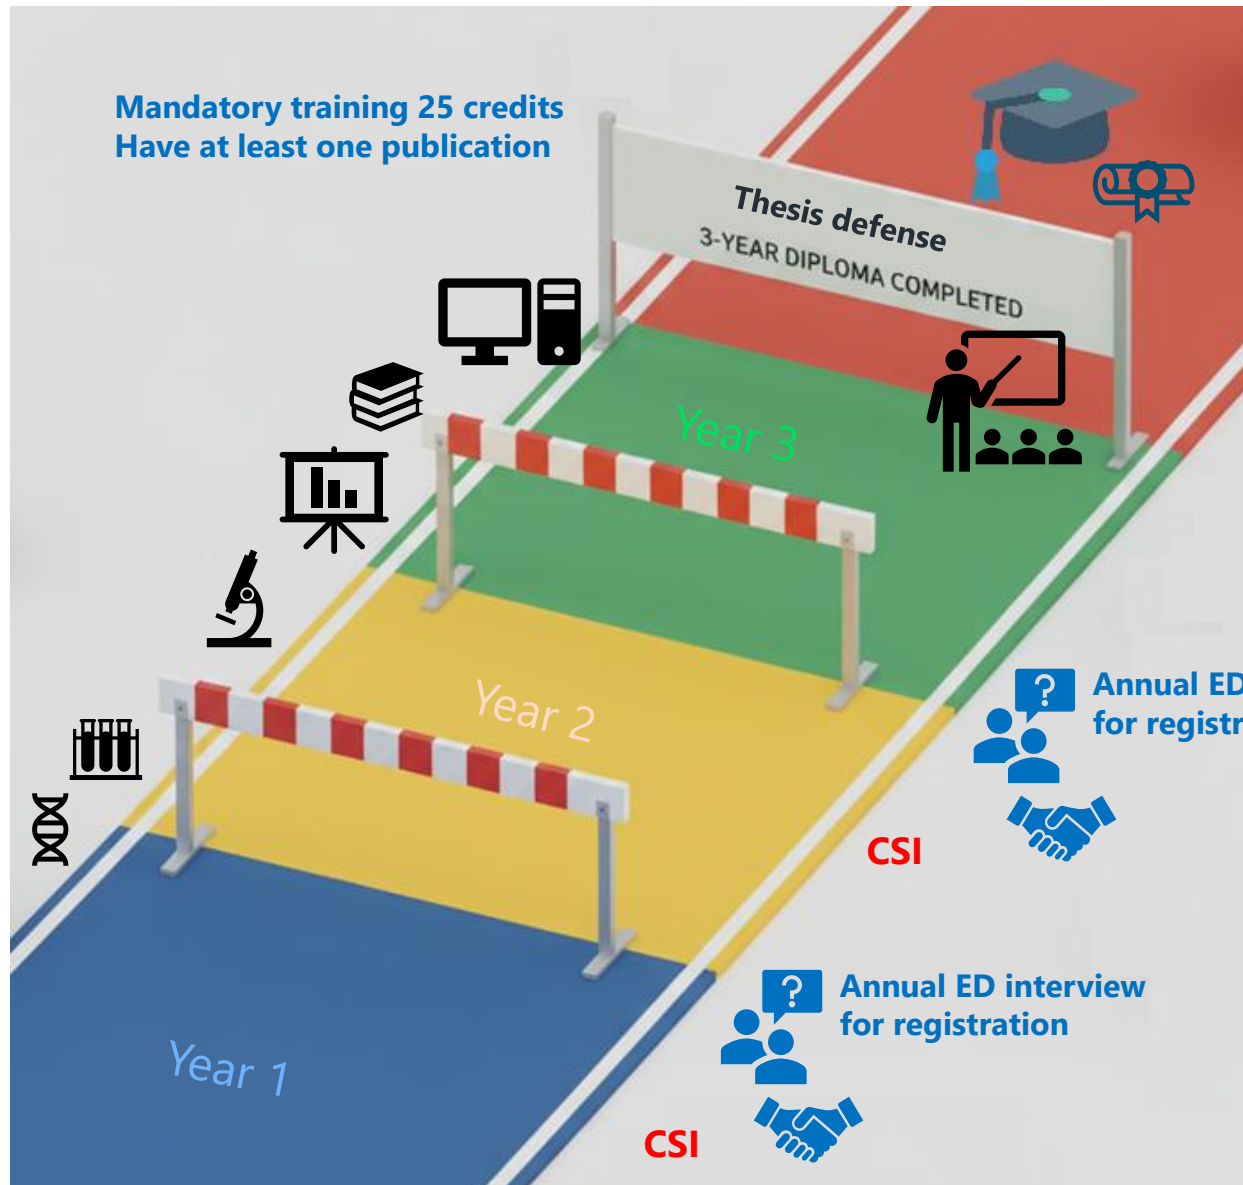 Mandatory training 25 credits
Have at least one publication
Thesis defense
3-YEAR DIPLOMA COMPLETED
Year 3
?
Annual ED
for registr
Year 2
CSI
?
Annual ED interview
for registration
Year 1
CSI